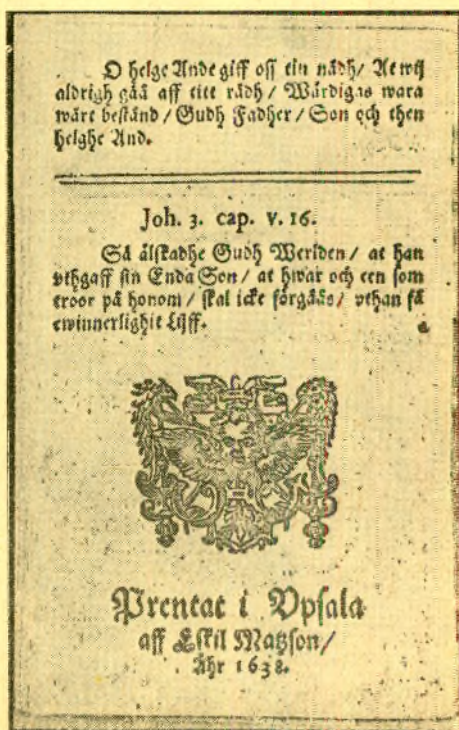 O helge Ande giff oss tin nådh / At wij
aldrigh gåå aff titt rådh / Wärdigas wara
wårt bestånd / Gudh Fadher / Son och then
helghe And.
Joh. 3. cap. v. 16.
Så älskadhe Gudh Werlden / at han
vthgaff sin Enda Son / at hwar och een som
troor på honom / skal icke förgåås / vthan få
ewinnerlighit Lijff.
Prentat i Vpsala
aff Eskil Matzson /
Åhr 1638.